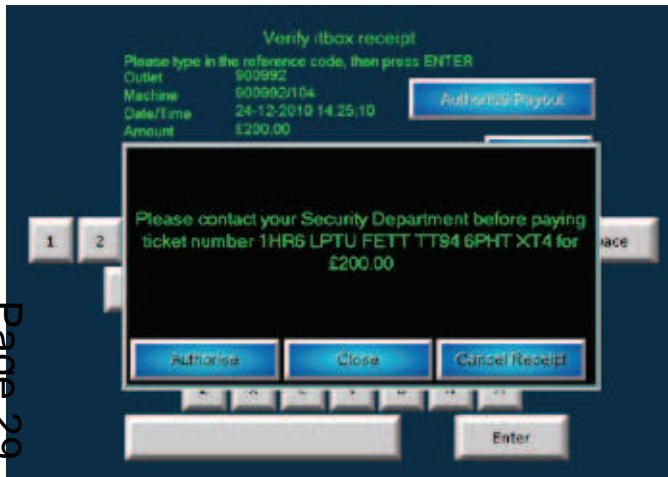 Verify itbox receipt
Please type in the reference code, then press ENTER
Outlet 900992
Machine 900992/104
Date/Time 24-12-2010 14:25:10
Amount £200.00
Authorise Payout
Please contact your Security Department before paying
ticket number 1HR6 LPTU FETT TT94 6PHT XT4 for
£200.00
1 2
Authorise Close Cancel Receipt
Enter
Page 29